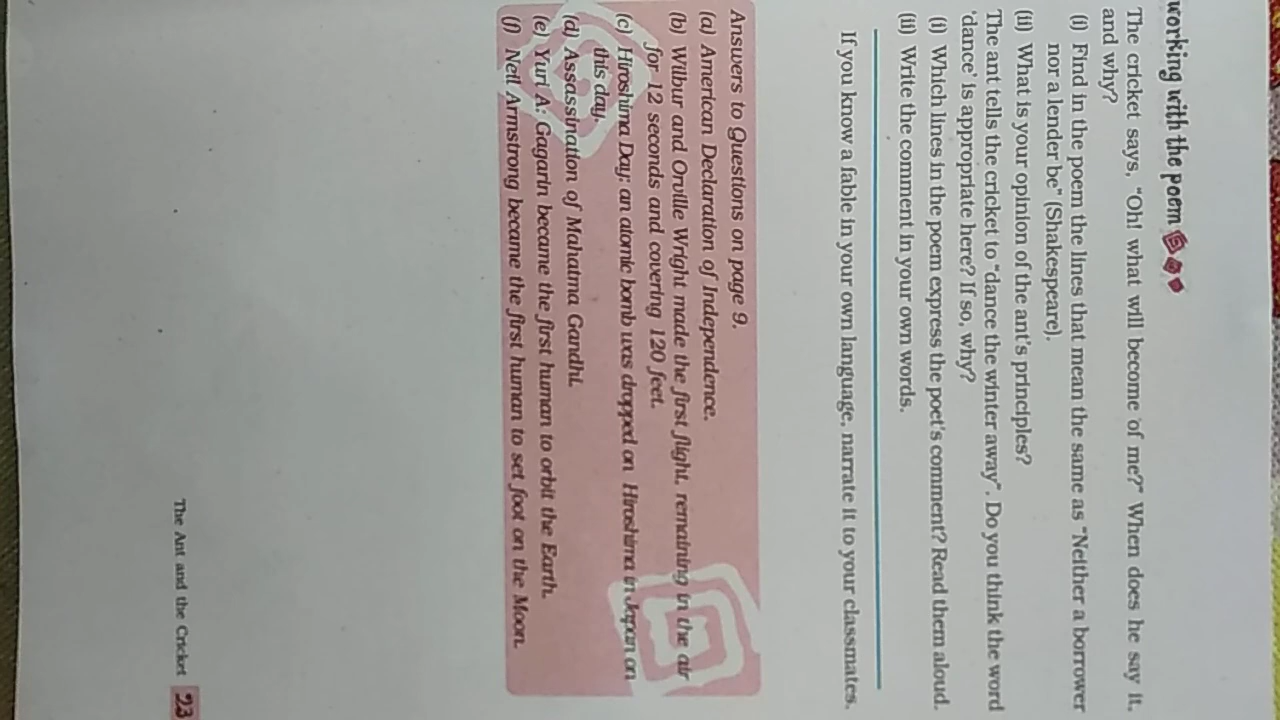 working with the poem
The cricket says, "Oh! what will become of me?" When does he say it,
and why?
(i) Find in the poem the lines that mean the same as "Neither a borrower
nor a lender be" (Shakespeare).
(ii) What is your opinion of the ant's principles?
The ant tells the cricket to "dance the winter away". Do you think the word
'dance' is appropriate here? If so, why?
(i) Which lines in the poem express the poet's comment? Read them aloud.
(ii) Write the comment in your own words.
If you know a fable in your own language, narrate it to your classmates.
Answers to Questions on page 9.
(a) American Declaration of Independence.
(b) Wilbur and Orville Wright made the first flight, remaining in the air
for 12 seconds and covering 120 feet.
(c) Hiroshima Day; an atomic bomb was dropped on Hiroshima in Japan on
this day.
(d) Assassination of Mahatma Gandhi.
(e) Yuri A. Gagarin became the first human to orbit the Earth.
(f) Neil Armstrong became the first human to set foot on the Moon.
The Ant and the Cricket 23